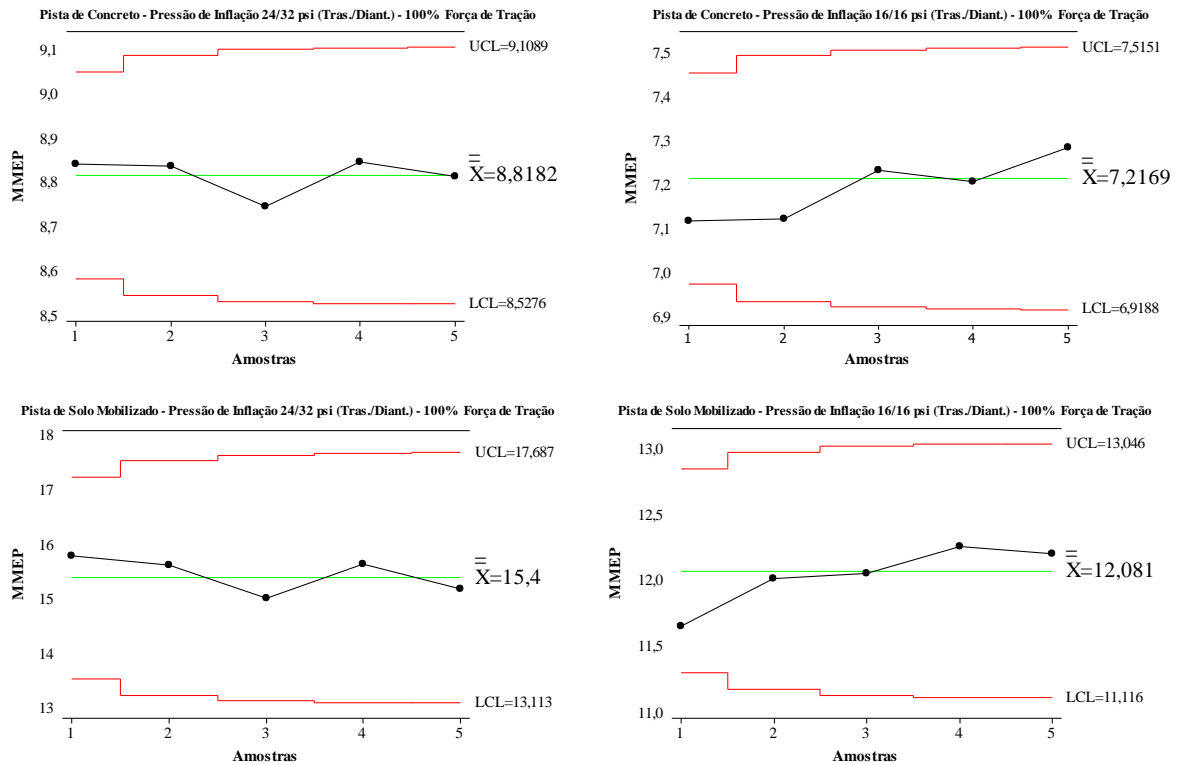 Pista de Concreto - Pressão de Inflação 24/32 psi (Tras./Diant.) - 100% Força de Tração
9,1
9,0
8,9
8,8
8,7
8,6
8,5
MMEP
UCL=9,1089
X=8,8182
LCL=8,5276
1 2 3 4 5
Amostras
Pista de Concreto - Pressão de Inflação 16/16 psi (Tras./Diant.) - 100% Força de Tração
7,5
7,4
7,3
7,2
7,1
7,0
6,9
MMEP
UCL=7,5151
X=7,2169
LCL=6,9188
1 2 3 4 5
Amostras
Pista de Solo Mobilizado - Pressão de Inflação 24/32 psi (Tras./Diant.) - 100% Força de Tração
18
17
16
15
14
13
MMEP
UCL=17,687
X=15,4
LCL=13,113
1 2 3 4 5
Amostras
Pista de Solo Mobilizado - Pressão de Inflação 16/16 psi (Tras./Diant.) - 100% Força de Tração
13,0
12,5
12,0
11,5
11,0
MMEP
UCL=13,046
X=12,081
LCL=11,116
1 2 3 4 5
Amostras